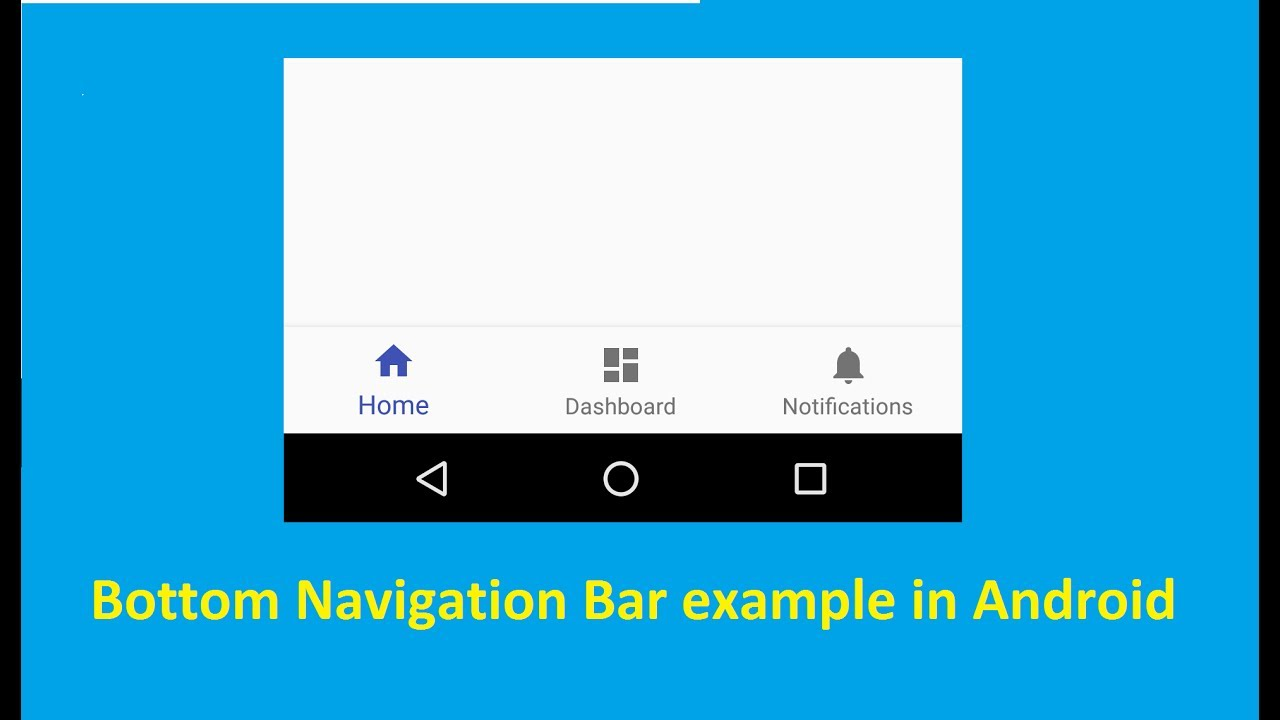 Home
Dashboard
Notifications
Bottom Navigation Bar example in Android